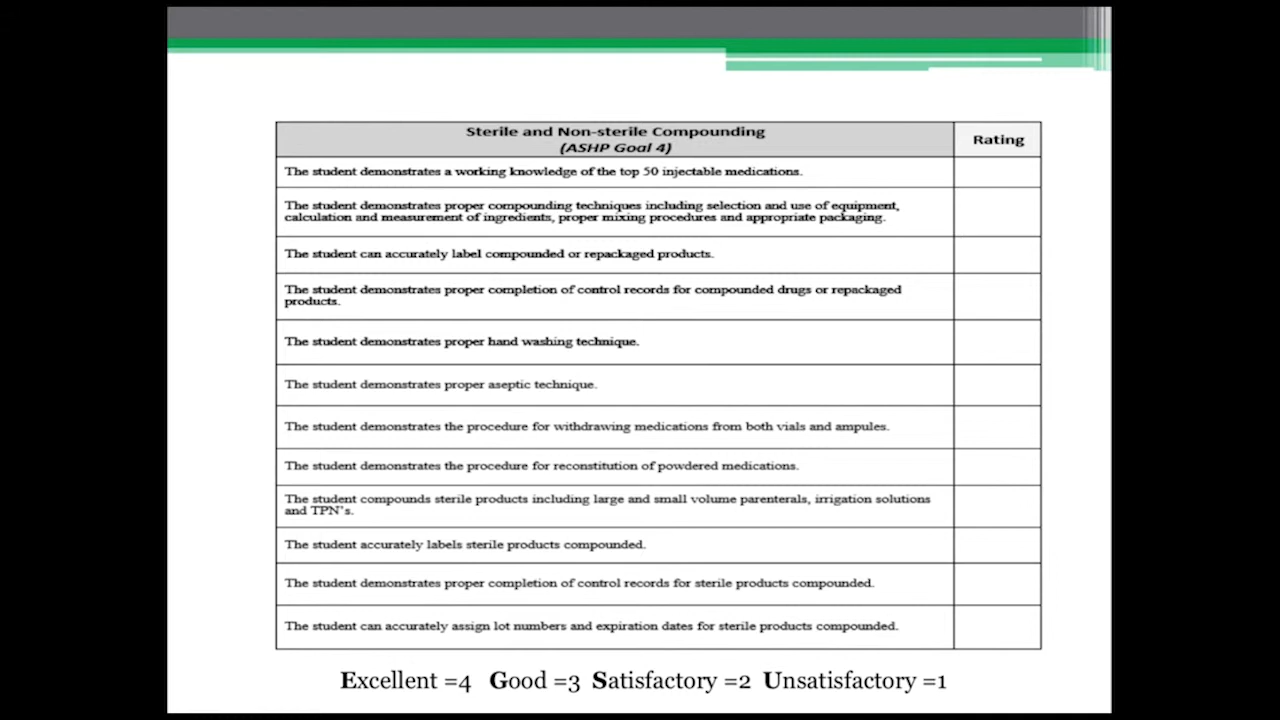 Sterile and Non-sterile Compounding
(ASHP Goal 4)
Rating
The student demonstrates a working knowledge of the top 50 injectable medications.
The student demonstrates proper compounding techniques including selection and use of equipment,
calculation and measurement of ingredients, proper mixing procedures and appropriate packaging.
The student can accurately label compounded or repackaged products.
The student demonstrates proper completion of control records for compounded drugs or repackaged
products.
The student demonstrates proper hand washing technique.
The student demonstrates proper aseptic technique.
The student demonstrates the procedure for withdrawing medications from both vials and ampules.
The student demonstrates the procedure for reconstitution of powdered medications.
The student compounds sterile products including large and small volume parenterals, irrigation solutions
and TPN's.
The student accurately labels sterile products compounded.
The student demonstrates proper completion of control records for sterile products compounded.
The student can accurately assign lot numbers and expiration dates for sterile products compounded.
Excellent =4 Good =3 Satisfactory =2 Unsatisfactory =1